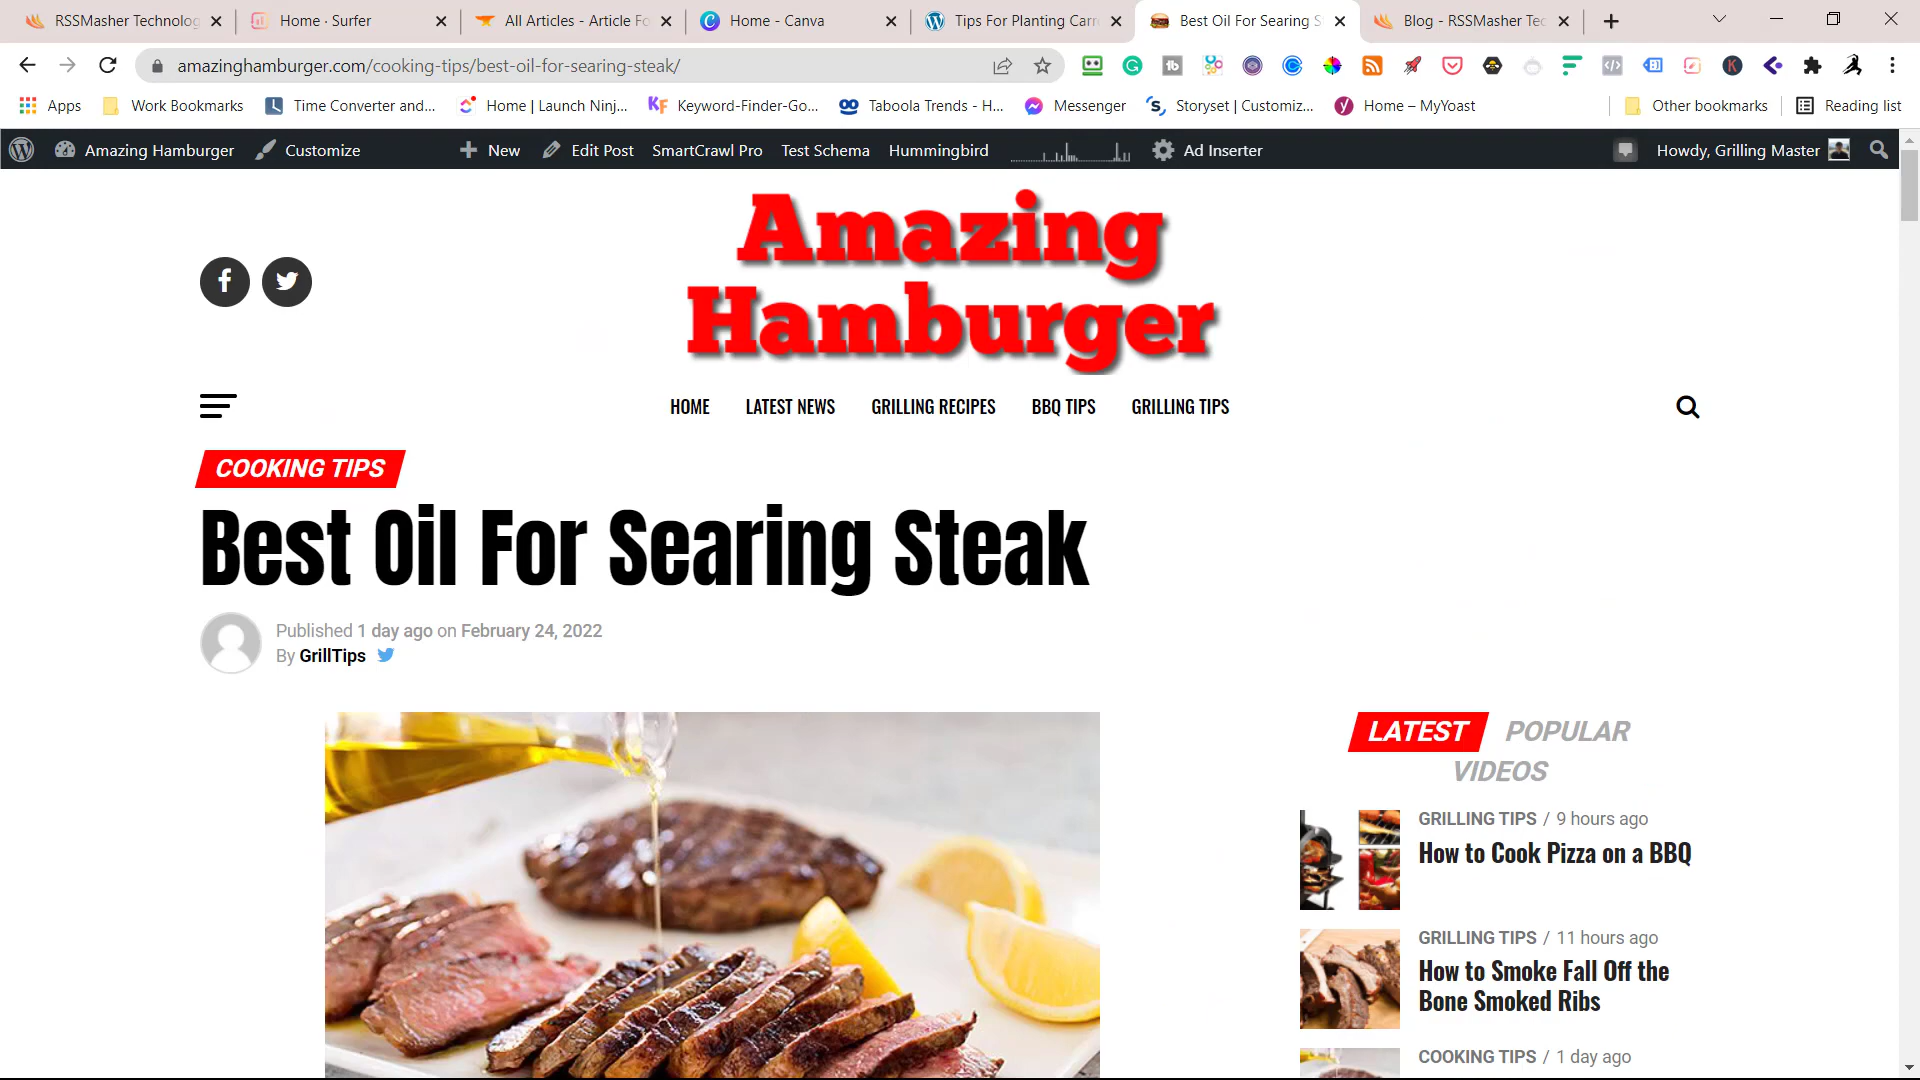 RSSMasher Technolog
Home · Surfer
All Articles - Article Fo
Home - Canva
Tips For Planting Carr
Best Oil For Searing S
Blog - RSSMasher Tec
amazinghamburger.com/cooking-tips/best-oil-for-searing-steak/
Apps
Work Bookmarks
Time Converter and...
Home | Launch Ninj...
Keyword-Finder-Go...
Taboola Trends - H...
Messenger
Storyset | Customiz...
Home – MyYoast
Other bookmarks
Reading list
Amazing Hamburger
Customize
New
Edit Post
SmartCrawl Pro
Test Schema
Hummingbird
Ad Inserter
Howdy, Grilling Master
Amazing
Hamburger
HOME
LATEST NEWS
GRILLING RECIPES
BBQ TIPS
GRILLING TIPS
COOKING TIPS
Best Oil For Searing Steak
Published 1 day ago on February 24, 2022
By GrillTips
LATEST
POPULAR
VIDEOS
GRILLING TIPS / 9 hours ago
How to Cook Pizza on a BBQ
GRILLING TIPS / 11 hours ago
How to Smoke Fall Off the
Bone Smoked Ribs
COOKING TIPS / 1 day ago